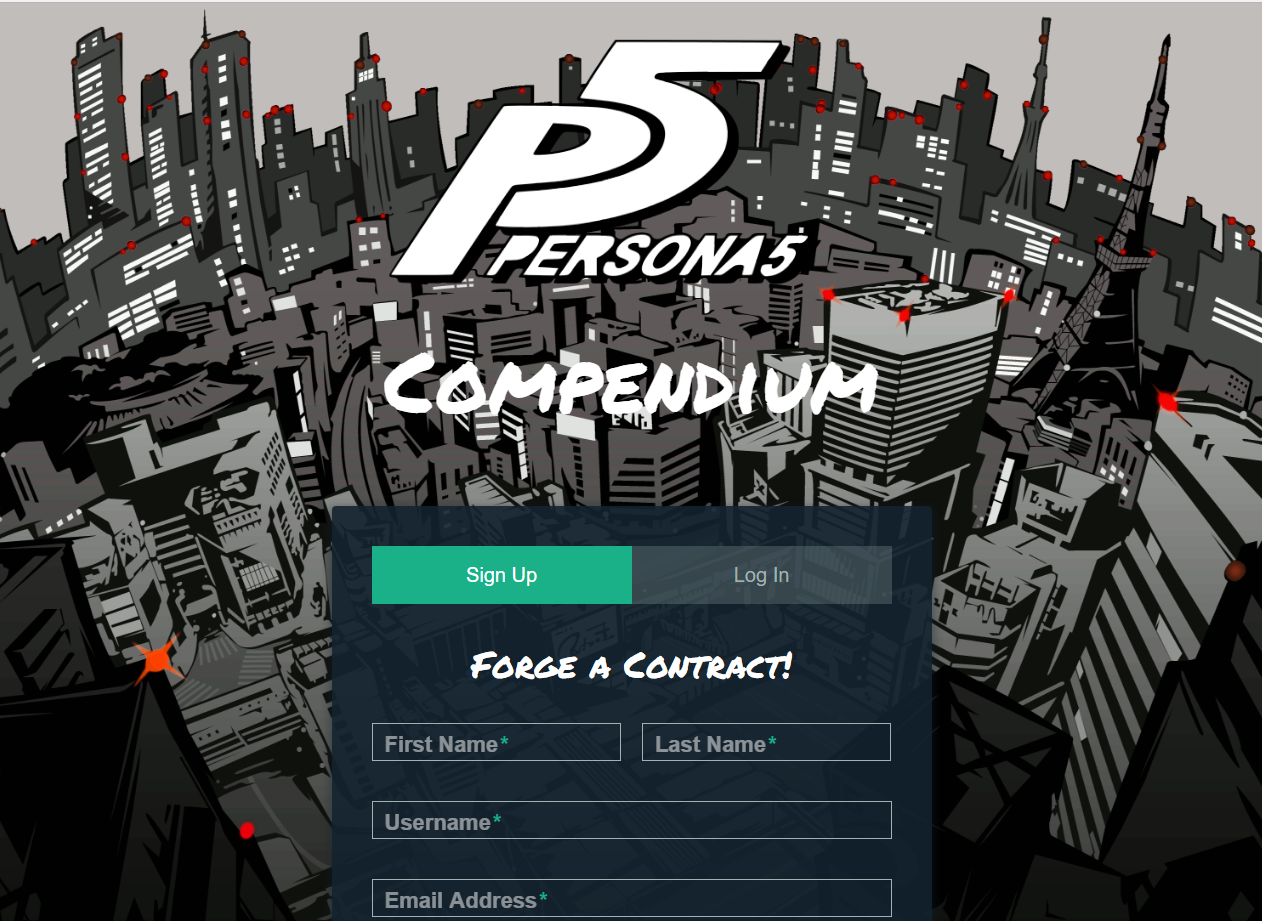 P5
PERSONA5
Compendium
Sign Up
Log In
Forge a Contract!
First Name*
Last Name*
Username*
Email Address*